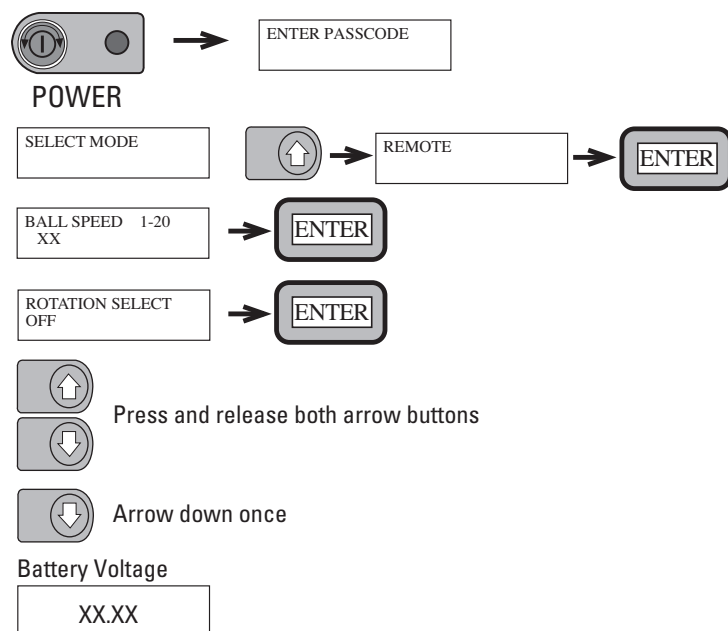 ENTER PASSCODE
POWER
SELECT MODE
REMOTE
ENTER
BALL SPEED 1-20
XX
ENTER
ROTATION SELECT
OFF
ENTER
Press and release both arrow buttons
Arrow down once
Battery Voltage
XX.XX